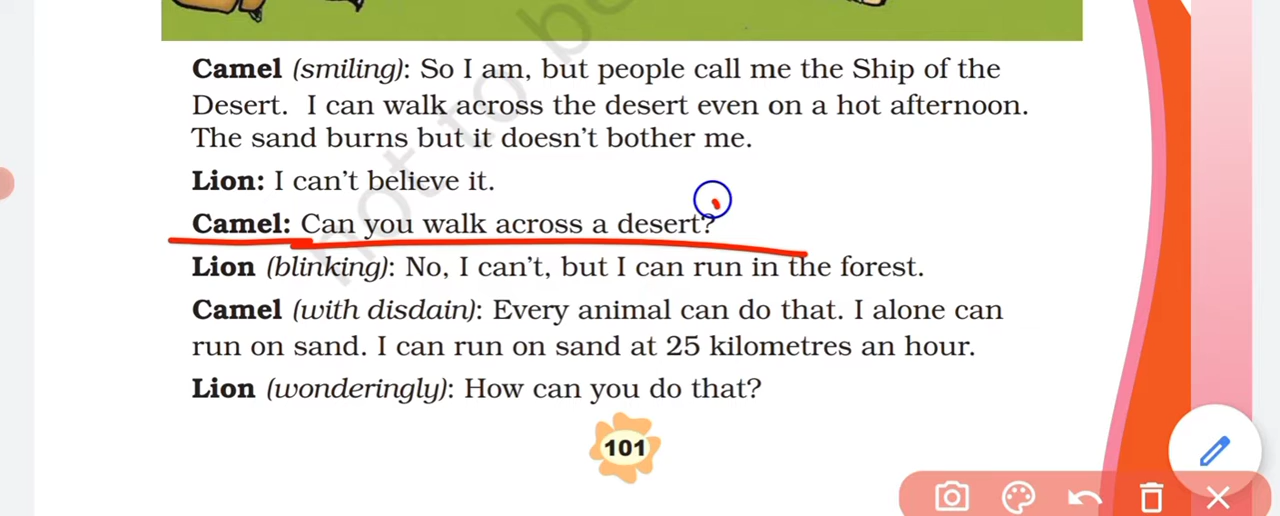 Camel (smiling): So I am, but people call me the Ship of the
Desert. I can walk across the desert even on a hot afternoon.
The sand burns but it doesn't bother me.
Lion: I can't believe it.
Camel: Can you walk across a desert?
Lion (blinking): No, I can't, but I can run in the forest.
Camel (with disdain): Every animal can do that. I alone can
run on sand. I can run on sand at 25 kilometres an hour.
Lion (wonderingly): How can you do that?
101
not to be